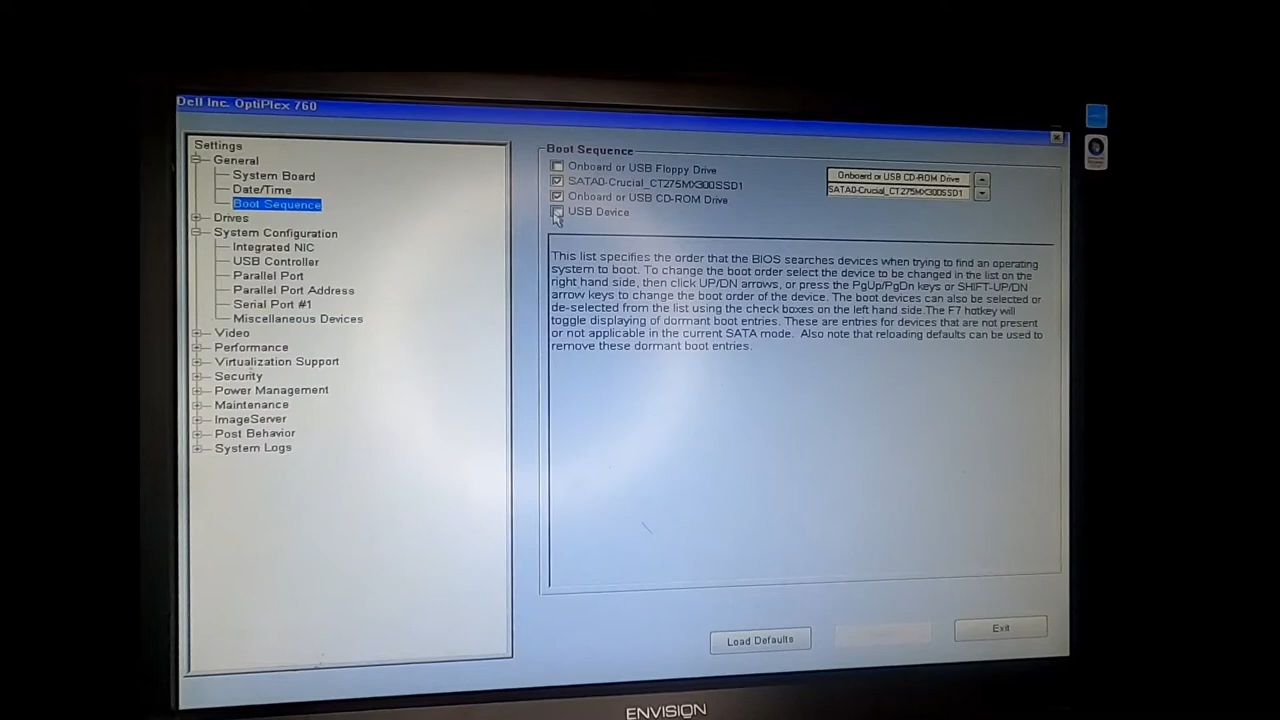 Dell Inc. OptiPlex 760
Settings
General
System Board
Date/Time
Boot Sequence
Drives
System Configuration
Integrated NIC
USB Controller
Parallel Port
Parallel Port Address
Serial Port #1
Miscellaneous Devices
Video
Performance
Virtualization Support
Security
Power Management
Maintenance
ImageServer
Post Behavior
System Logs
Boot Sequence
Onboard or USB Floppy Drive
SATA0-Crucial_CT275MX300SSD1
Onboard or USB CD-ROM Drive
USB Device
Onboard or USB CD-ROM Drive
SATA0-Crucial_CT275MX300SSD1
This list specifies the order that the BIOS searches devices when trying to find an operating
system to boot. To change the boot order select the device to be changed in the list on the
right hand side, then click UP/DN arrows, or press the PgUp/PgDn keys or SHIFT-UP/DN
arrow keys to change the boot order of the device. The boot devices can also be selected or
de-selected from the list using the check boxes on the left hand side.The F7 hotkey will
toggle displaying of dormant boot entries. These are entries for devices that are not present
or not applicable in the current SATA mode. Also note that reloading defaults can be used to
remove these dormant boot entries.
Load Defaults
Exit
ENVISION